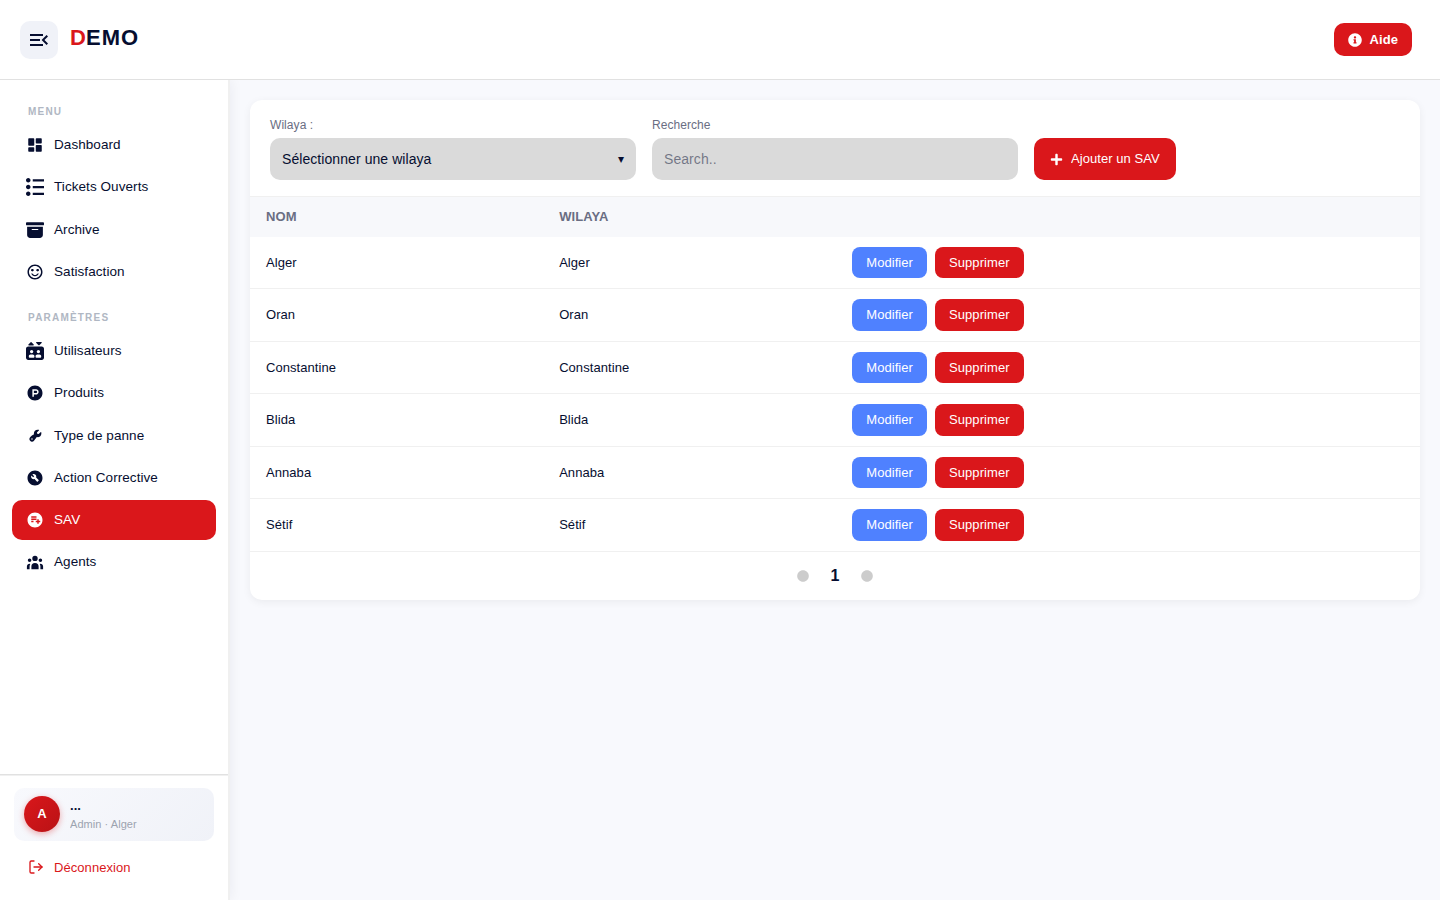 DEMO
Aide
MENU
Dashboard
Tickets Ouverts
Archive
Satisfaction
PARAMÈTRES
Utilisateurs
Produits
Type de panne
Action Corrective
SAV
Agents
A
...
Admin · Alger
Déconnexion
Wilaya :
Recherche
Sélectionner une wilaya
Search..
Ajouter un SAV
NOM WILAYA
Alger Alger Modifier Supprimer
Oran Oran Modifier Supprimer
Constantine Constantine Modifier Supprimer
Blida Blida Modifier Supprimer
Annaba Annaba Modifier Supprimer
Sétif Sétif Modifier Supprimer
1